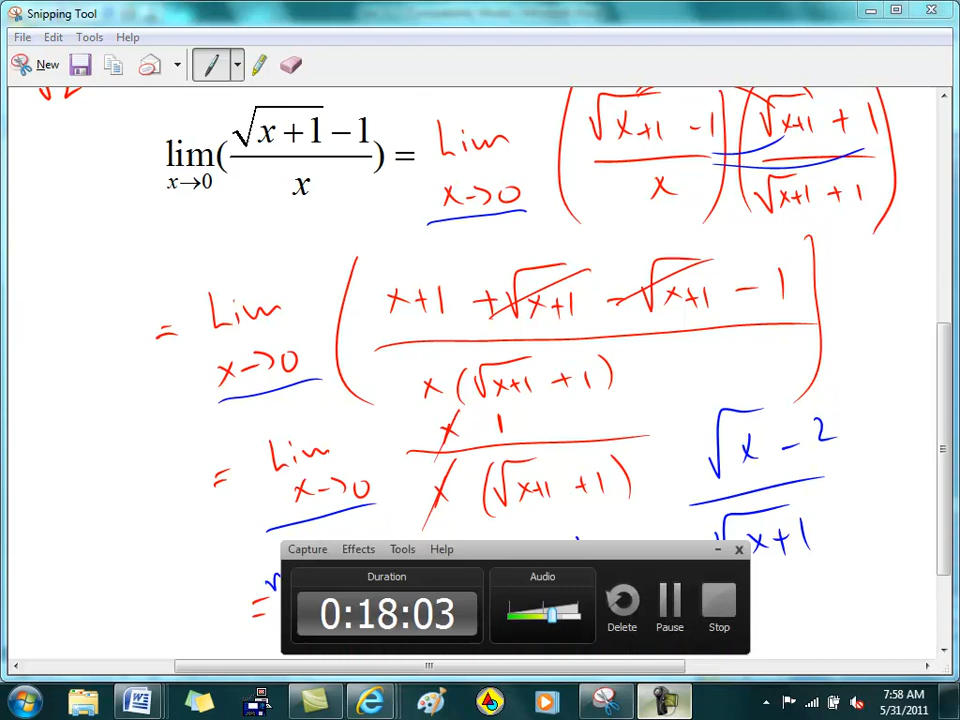 Snipping Tool
File Edit Tools Help
New
√2
lim(√x+1−1 / x) = Lim ((√x+1 -1 / x)(√x+1 + 1 / √x+1 + 1))
x→0 x→0
= Lim (x+1 +√x+1 -√x+1 - 1 / x(√x+1 + 1))
x→0
= Lim x 1 / x (√x+1 + 1)
x→0
√x - 2 / √x+1
=
Capture Effects Tools Help
Duration
0:18:03
Audio
Delete Pause Stop
7:58 AM
5/31/2011